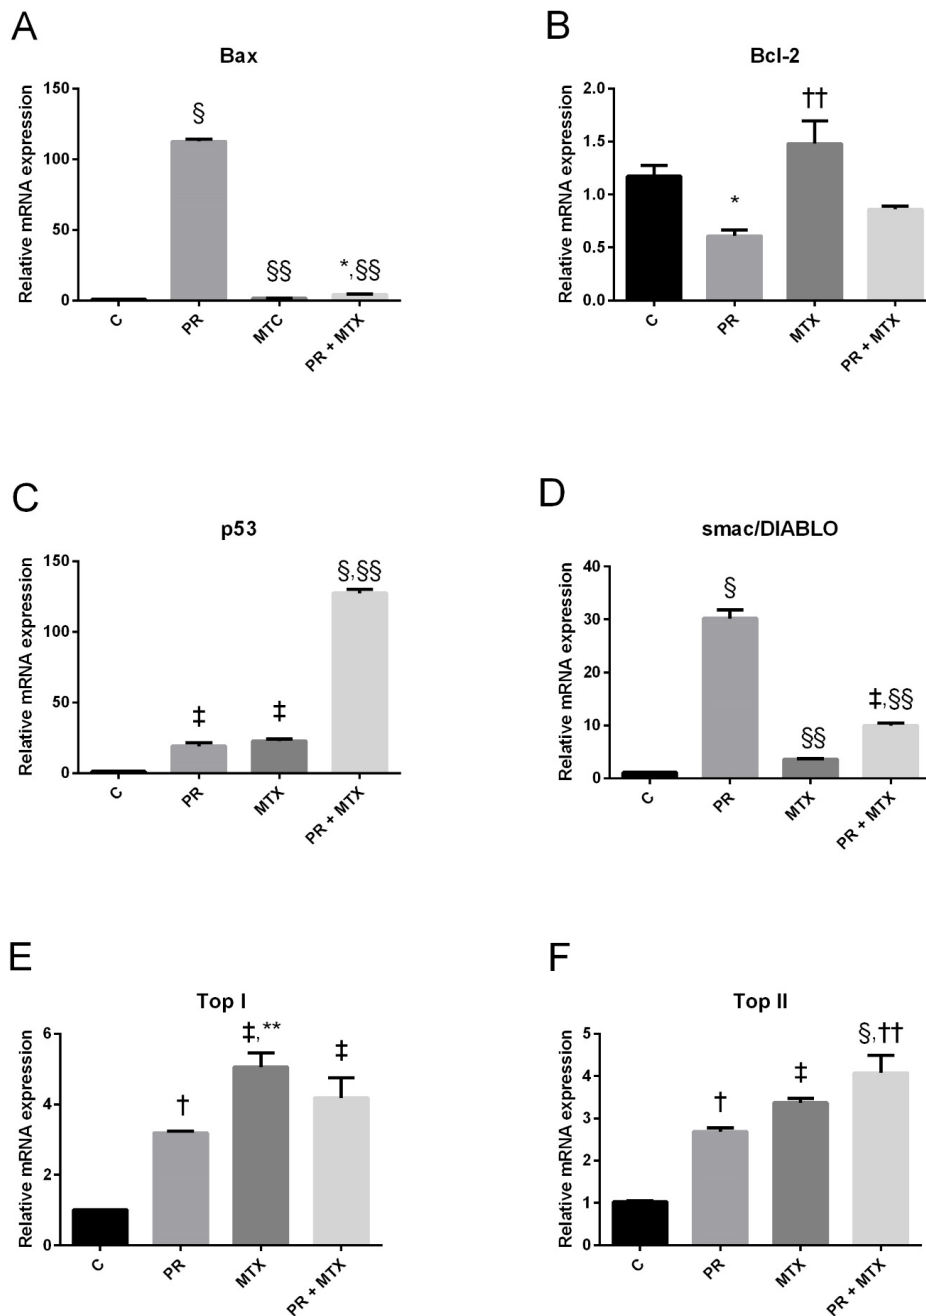 A
Bax
Relative mRNA expression
150
100
50
0
§
§§
*,§§
C
PR
MTC
PR + MTX
B
Bcl-2
Relative mRNA expression
2.0
1.5
1.0
0.5
0.0
*
††
C
PR
MTX
PR + MTX
C
p53
Relative mRNA expression
150
100
50
0
‡
‡
§,§§
C
PR
MTX
PR + MTX
D
smac/DIABLO
Relative mRNA expression
40
30
20
10
0
§
§§
‡,§§
C
PR
MTX
PR + MTX
E
Top I
Relative mRNA expression
6
4
2
0
†
‡,**
‡
C
PR
MTX
PR + MTX
F
Top II
Relative mRNA expression
5
4
3
2
1
0
†
‡
§,††
C
PR
MTX
PR + MTX